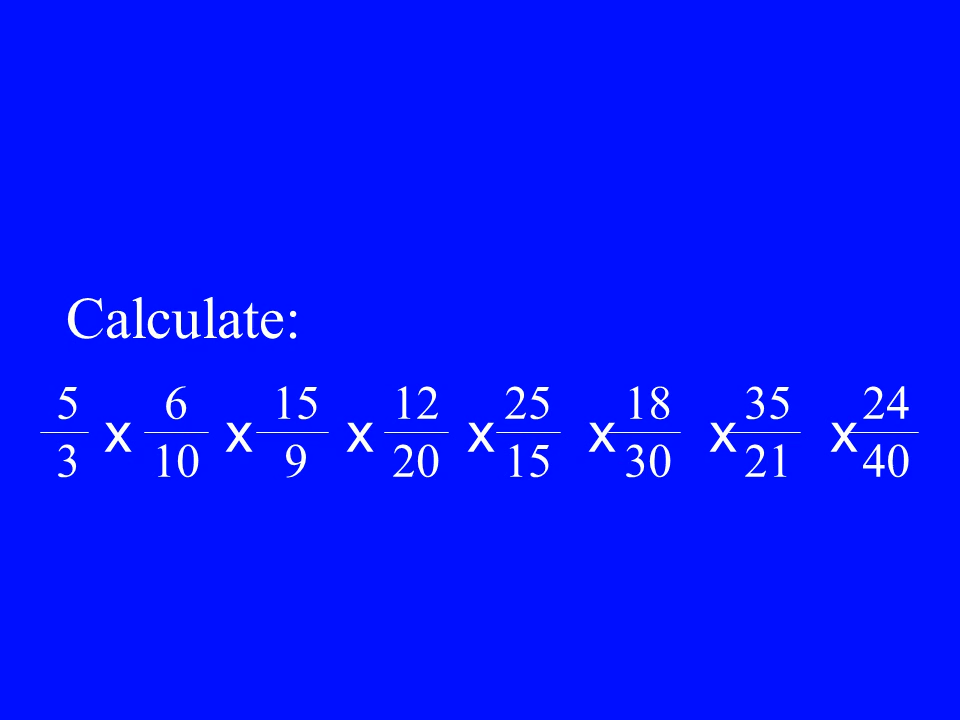 Calculate:
5 6 15 12 25 18 35 24
x x x x x x x
3 10 9 20 15 30 21 40